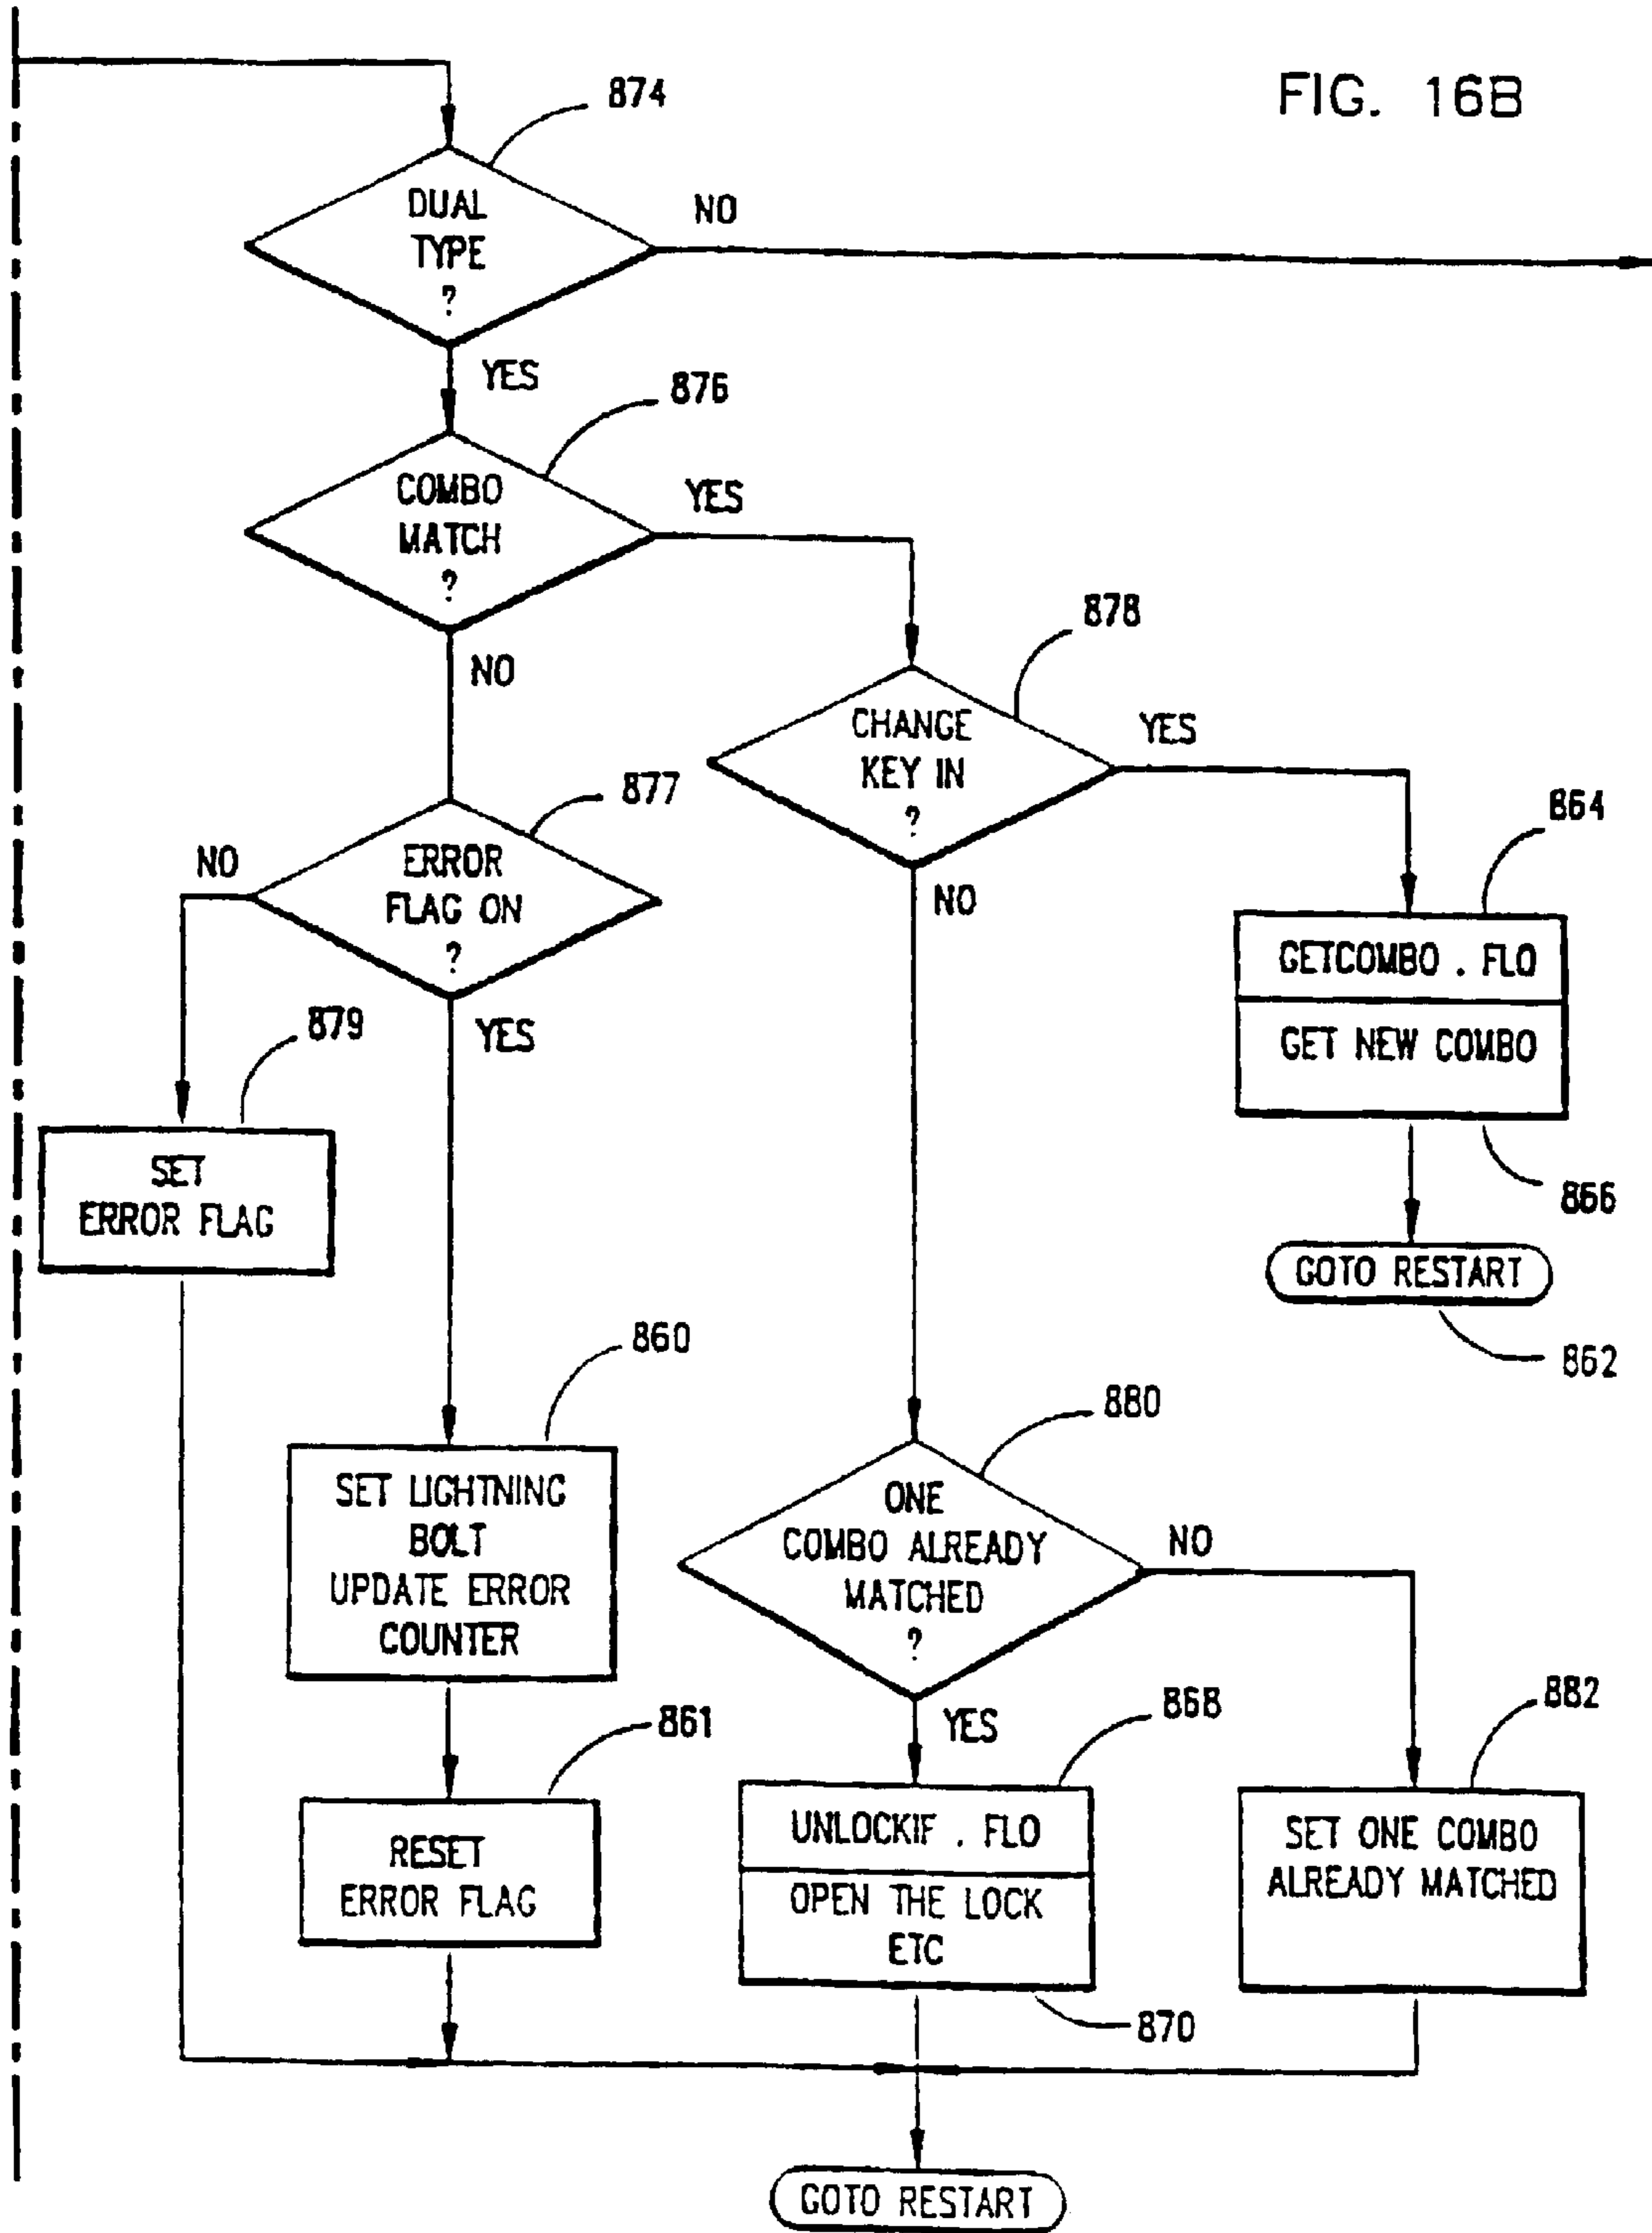 FIG. 16B
874
DUAL
TYPE
?
NO
YES
876
COMBO
MATCH
?
YES
NO
878
CHANGE
KEY IN
?
YES
NO
877
ERROR
FLAG ON
?
NO
YES
864
GETCOMBO . FLO
GET NEW COMBO
866
GOTO RESTART
862
879
SET
ERROR FLAG
860
SET LIGHTNING
BOLT
UPDATE ERROR
COUNTER
880
ONE
COMBO ALREADY
MATCHED
?
NO
YES
861
RESET
ERROR FLAG
868
UNLOCKIF . FLO
OPEN THE LOCK
ETC
870
882
SET ONE COMBO
ALREADY MATCHED
GOTO RESTART